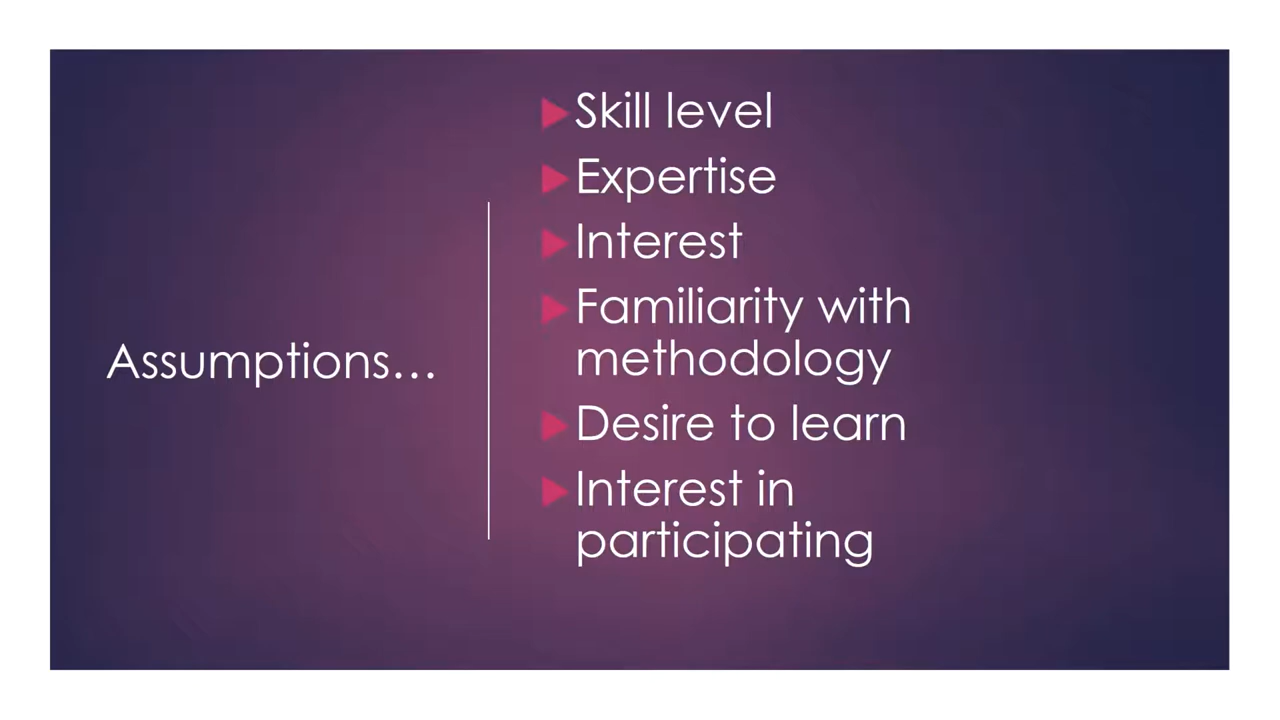 Assumptions…
Skill level
Expertise
Interest
Familiarity with
methodology
Desire to learn
Interest in
participating